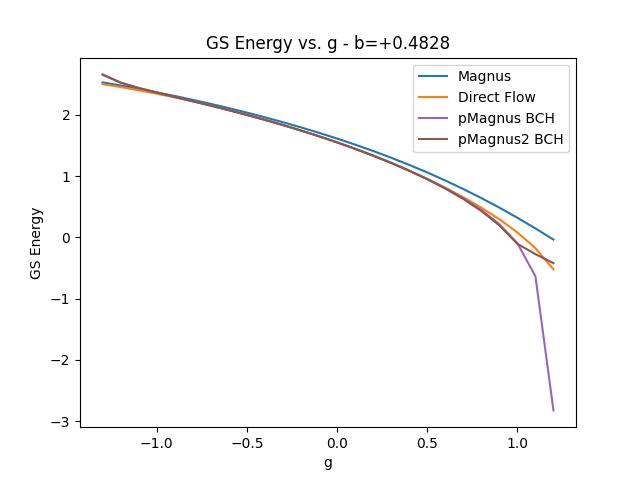 GS Energy vs. g - b=+0.4828
Magnus
Direct Flow
pMagnus BCH
pMagnus2 BCH
GS Energy
2
1
0
−1
−2
−3
−1.0
−0.5
0.0
0.5
1.0
g